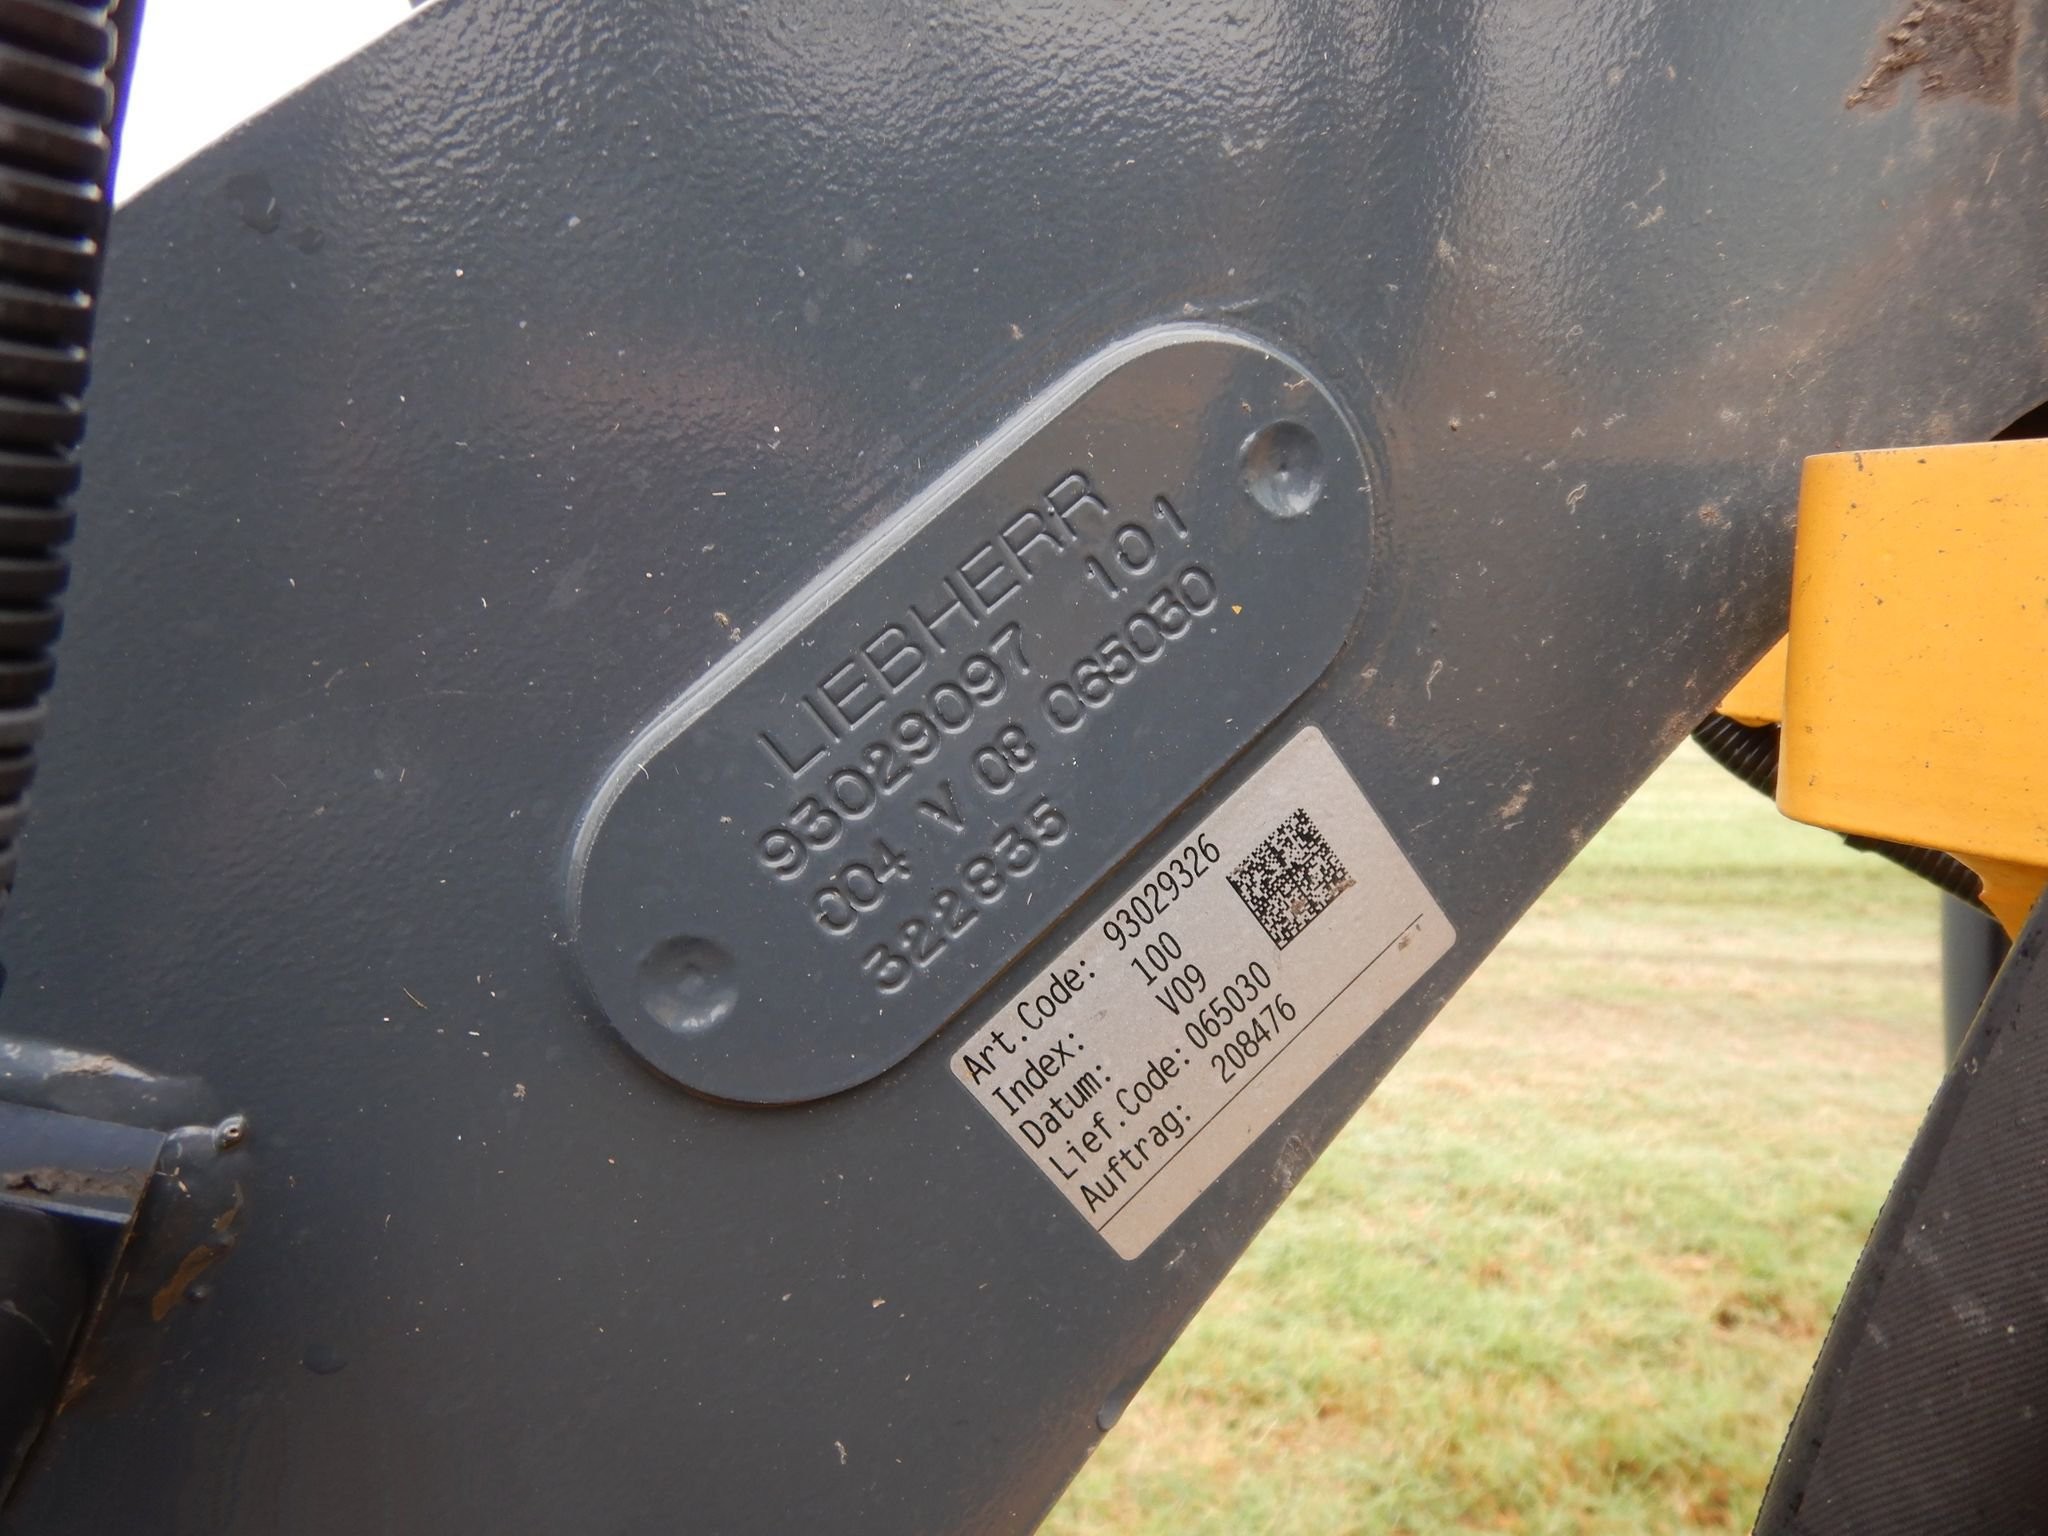 LIEBHERR
93029097 101
004 V 08 065030
322835
Art.Code: 93029326
Index: 100
Datum: V09
Lief.Code: 065030
Auftrag: 208476